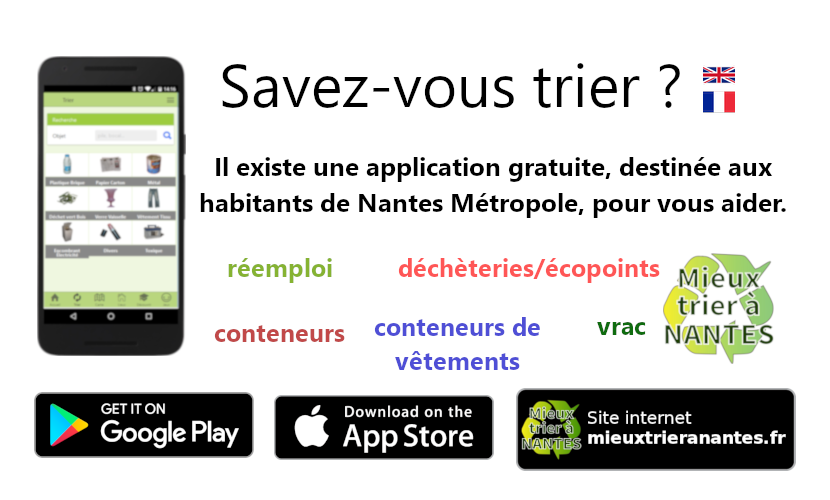 Savez-vous trier ?
Il existe une application gratuite, destinée aux
habitants de Nantes Métropole, pour vous aider.
réemploi
déchèteries/écopoints
conteneurs
conteneurs de
vêtements
vrac
Mieux
trier à
NANTES
GET IT ON
Google Play
Download on the
App Store
Mieux
trier à
NANTES
Site internet
mieuxtrieranantes.fr